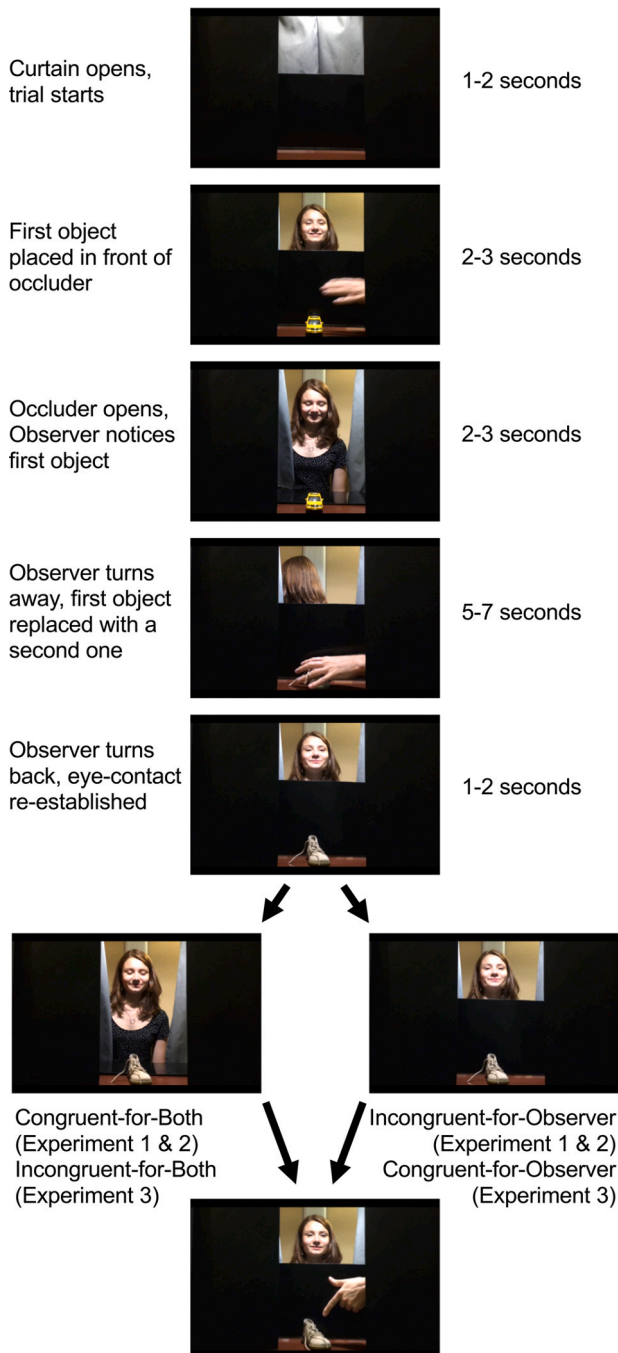 Curtain opens,
trial starts
1-2 seconds
First object
placed in front of
occluder
2-3 seconds
Occluder opens,
Observer notices
first object
2-3 seconds
Observer turns
away, first object
replaced with a
second one
5-7 seconds
Observer turns
back, eye-contact
re-established
1-2 seconds
Congruent-for-Both
(Experiment 1 & 2)
Incongruent-for-Both
(Experiment 3)
Incongruent-for-Observer
(Experiment 1 & 2)
Congruent-for-Observer
(Experiment 3)